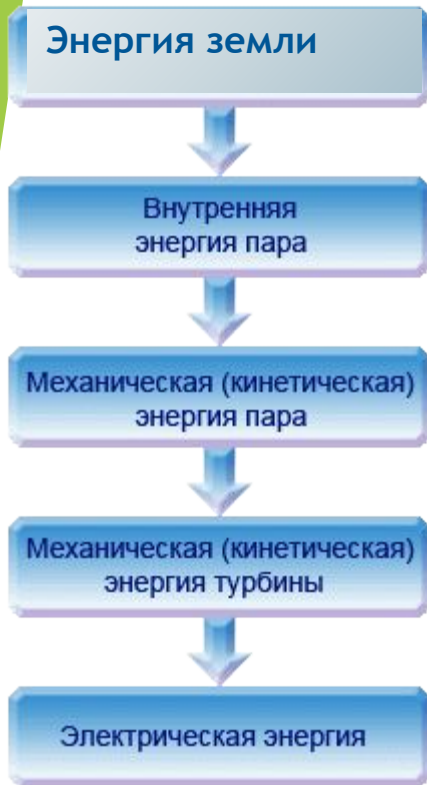 Энергия земли
Внутренняя
энергия пара
Механическая (кинетическая)
энергия пара
Механическая (кинетическая)
энергия турбины
Электрическая энергия